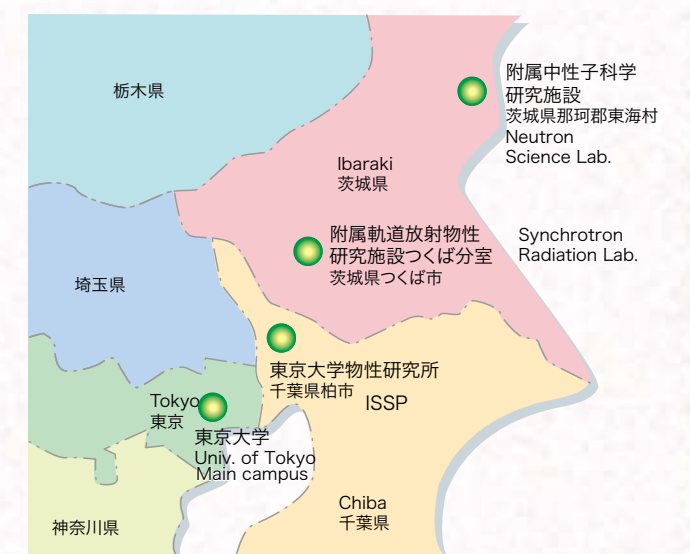 栃木県
附属中性子科学
研究施設
茨城県那珂郡東海村
Neutron
Science Lab.
Ibaraki
茨城県
附属軌道放射物性
研究施設つくば分室
茨城県つくば市
Synchrotron
Radiation Lab.
埼玉県
東京大学物性研究所
千葉県柏市
ISSP
Tokyo
東京
東京大学
Univ. of Tokyo
Main campus
Chiba
千葉県
神奈川県